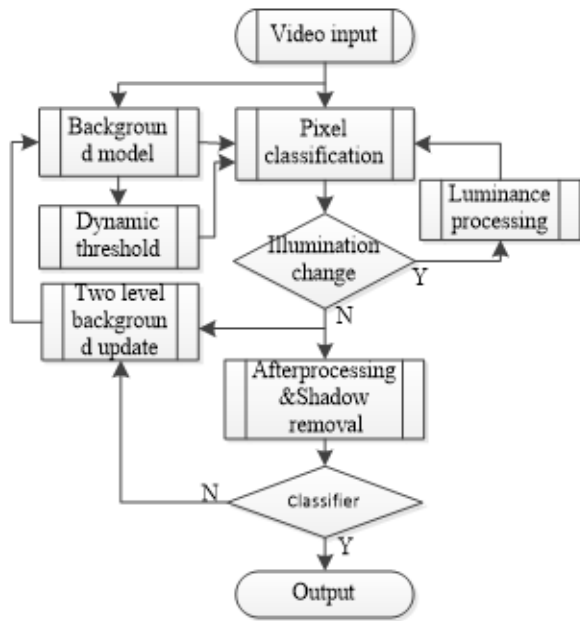 Video input
Backgroun
d model
Pixel
classification
Dynamic
threshold
Luminance
processing
Illumination
change
Y
N
Two level
backgroun
d update
Afterprocessing
&Shadow
removal
N
Classifier
Y
Output